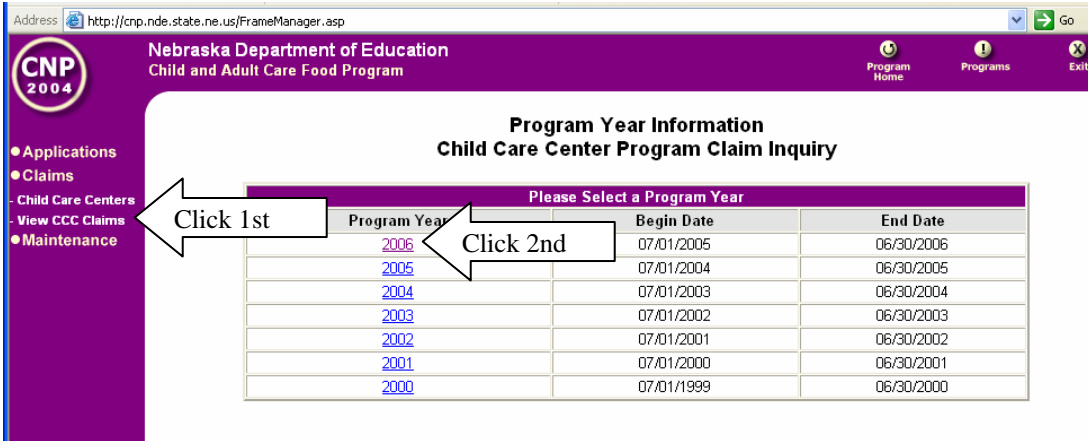 Address http://cnp.nde.state.ne.us/FrameManager.asp Go
CNP
2004
Nebraska Department of Education
Child and Adult Care Food Program
Program
Home
Programs
Exit
Applications
Claims
- Child Care Centers
- View CCC Claims
Maintenance
Program Year Information
Child Care Center Program Claim Inquiry
Click 1st
Click 2nd
Please Select a Program Year
Program Year Begin Date End Date
2006 07/01/2005 06/30/2006
2005 07/01/2004 06/30/2005
2004 07/01/2003 06/30/2004
2003 07/01/2002 06/30/2003
2002 07/01/2001 06/30/2002
2001 07/01/2000 06/30/2001
2000 07/01/1999 06/30/2000